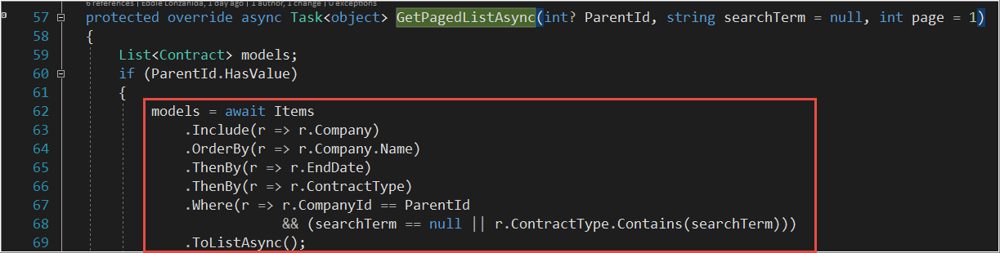 6 references | Eddie Lonzanida, 1 day ago | 1 author, 1 change | 0 exceptions
57 protected override async Task<object> GetPagedListAsync(int? ParentId, string searchTerm = null, int page = 1)
58 {
59 List<Contract> models;
60 if (ParentId.HasValue)
61 {
62 models = await Items
63 .Include(r => r.Company)
64 .OrderBy(r => r.Company.Name)
65 .ThenBy(r => r.EndDate)
66 .ThenBy(r => r.ContractType)
67 .Where(r => r.CompanyId == ParentId
68 && (searchTerm == null || r.ContractType.Contains(searchTerm)))
69 .ToListAsync();